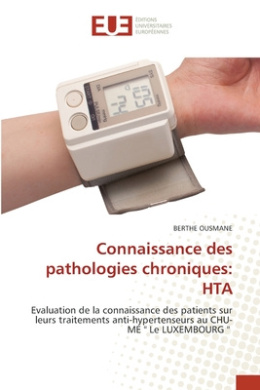 EUE
ÉDITIONS
UNIVERSITAIRES
EUROPÉENNES
BERTHE OUSMANE
Connaissance des
pathologies chroniques:
HTA
Evaluation de la connaissance des patients sur
leurs traitements anti-hypertenseurs au CHU-
ME " Le LUXEMBOURG "